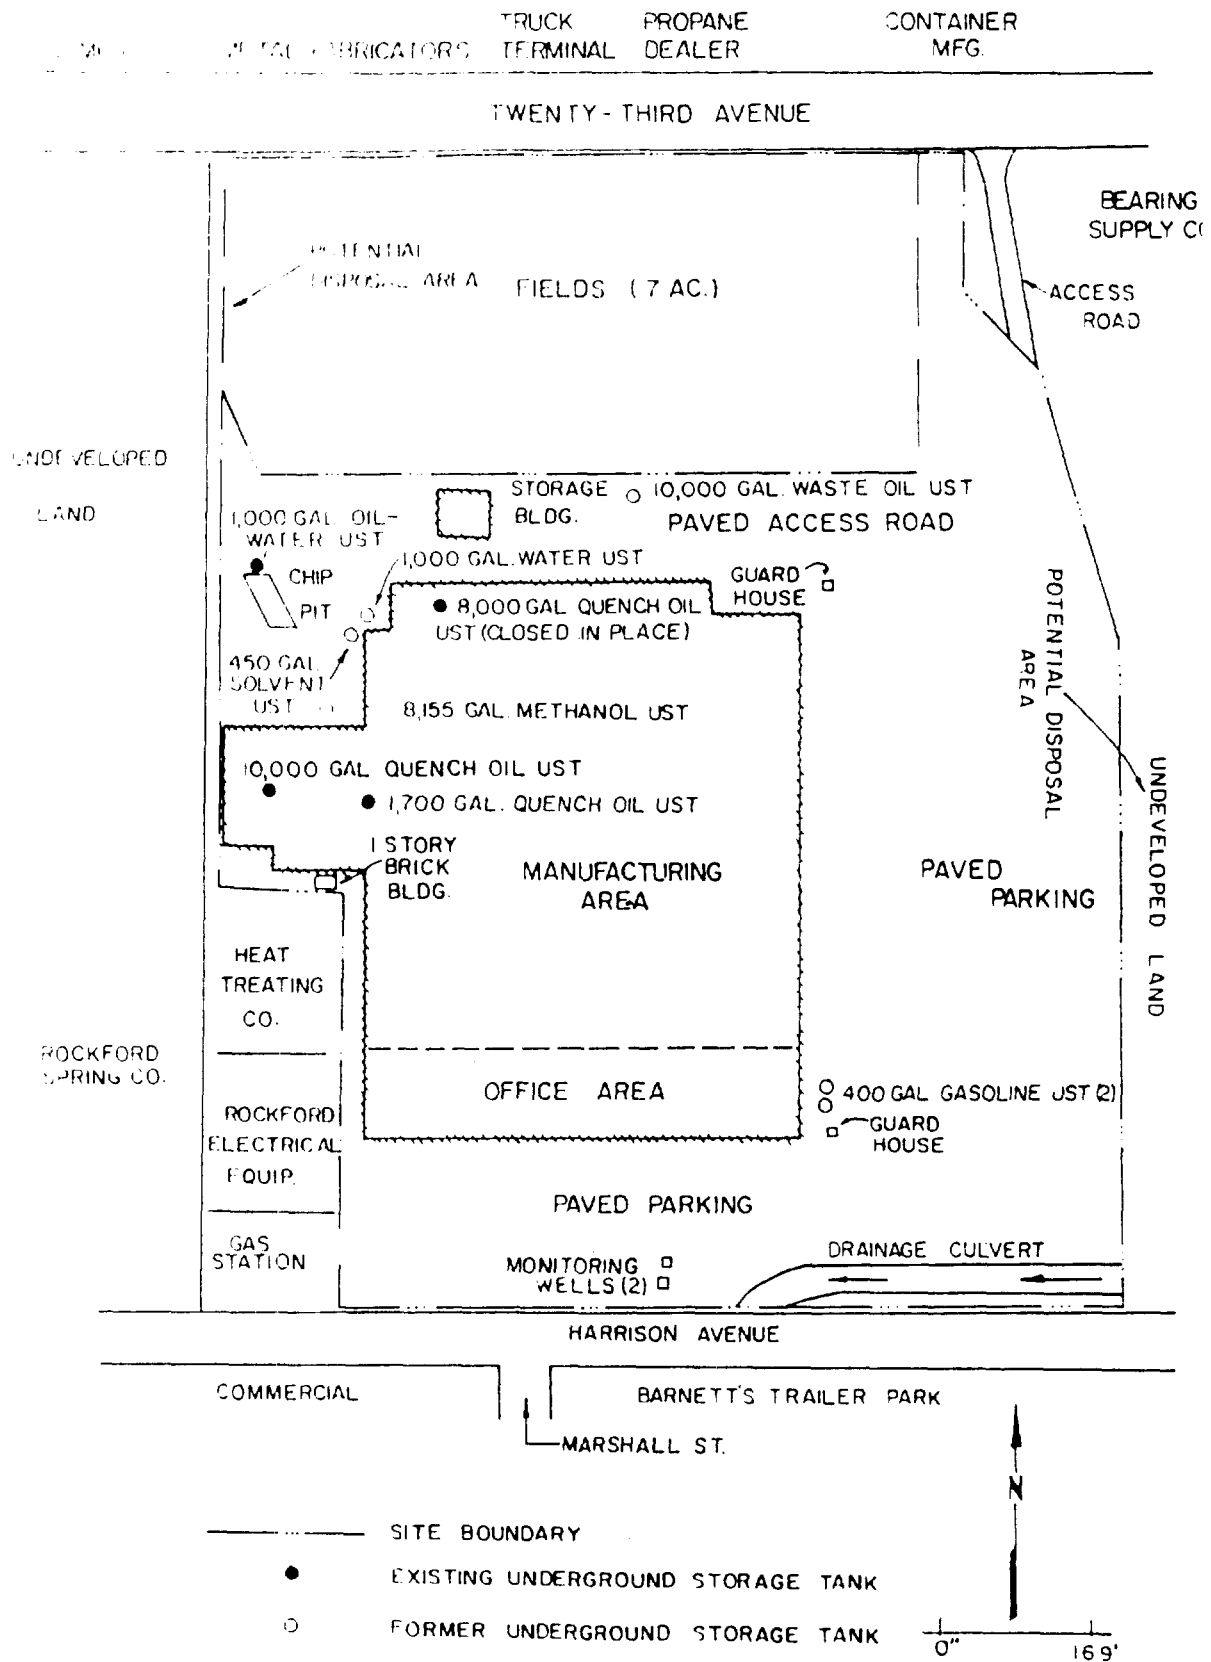 TRUCK
TERMINAL
PROPANE
DEALER
CONTAINER
MFG.
TWENTY-THIRD AVENUE
BEARING
SUPPLY
POTENTIAL
DISPOSAL AREA
FIELDS (7 AC.)
ACCESS
ROAD
UNDEVELOPED
LAND
STORAGE
BLDG.
10,000 GAL. WASTE OIL UST
PAVED ACCESS ROAD
1,000 GAL. OIL-
WATER UST
1,000 GAL. WATER UST
CHIP
PIT
GUARD
HOUSE
8,000 GAL QUENCH OIL
UST (CLOSED IN PLACE)
450 GAL.
SOLVENT
UST
8,155 GAL. METHANOL UST
POTENTIAL DISPOSAL
AREA
10,000 GAL QUENCH OIL UST
1,700 GAL. QUENCH OIL UST
UNDEVELOPED LAND
1 STORY
BRICK
BLDG.
MANUFACTURING
AREA
PAVED
PARKING
HEAT
TREATING
CO.
ROCKFORD
SPRING CO.
OFFICE AREA
400 GAL GASOLINE UST (2)
GUARD
HOUSE
ROCKFORD
ELECTRICAL
EQUIP.
PAVED PARKING
GAS
STATION
MONITORING
WELLS (2)
DRAINAGE CULVERT
HARRISON AVENUE
COMMERCIAL
BARNETT'S TRAILER PARK
MARSHALL ST.
N
SITE BOUNDARY
EXISTING UNDERGROUND STORAGE TANK
FORMER UNDERGROUND STORAGE TANK
0"
169'